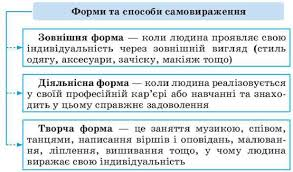 Форми та способи самовираження
Зовнішня форма — коли людина проявляє свою
індивідуальність через зовнішній вигляд (стиль
одягу, аксесуари, зачіску, макіяж тощо)
Діяльнісна форма — коли людина реалізовується
у своїй професійній кар'єрі або навчанні та знахо-
дить у цьому справжнє задоволення
Творча форма — це заняття музикою, співом,
танцями, написання віршів і оповідань, малюван-
ня, ліплення, вишивання тощо, у чому людина
виражає свою індивідуальність